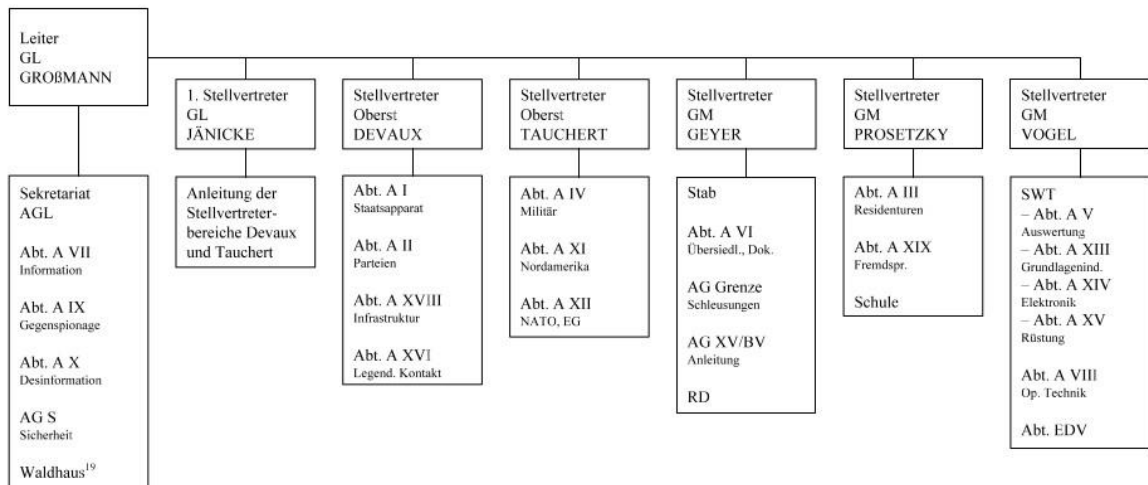 Leiter
GL
GROßMANN
1. Stellvertreter
GL
JÄNICKE
Stellvertreter
Oberst
DEVAUX
Stellvertreter
Oberst
TAUCHERT
Stellvertreter
GM
GEYER
Stellvertreter
GM
PROSETZKY
Stellvertreter
GM
VOGEL
Sekretariat
AGL
Abt. A VII
Information
Abt. A IX
Gegenspionage
Abt. A X
Desinformation
AG S
Sicherheit
Waldhaus19
Anleitung der
Stellvertreter-
bereiche Devaux
und Tauchert
Abt. A I
Staatsapparat
Abt. A II
Parteien
Abt. A XVIII
Infrastruktur
Abt. A XVI
Legend. Kontakt
Abt. A IV
Militär
Abt. A XI
Nordamerika
Abt. A XII
NATO, EG
Stab
Abt. A VI
Übersiedl., Dok.
AG Grenze
Schleusungen
AG XV/BV
Anleitung
RD
Abt. A III
Residenturen
Abt. A XIX
Fremdspr.
Schule
SWT
– Abt. A V
Auswertung
– Abt. A XIII
Grundlagenind.
– Abt. A XIV
Elektronik
– Abt. A XV
Rüstung
Abt. A VIII
Op. Technik
Abt. EDV